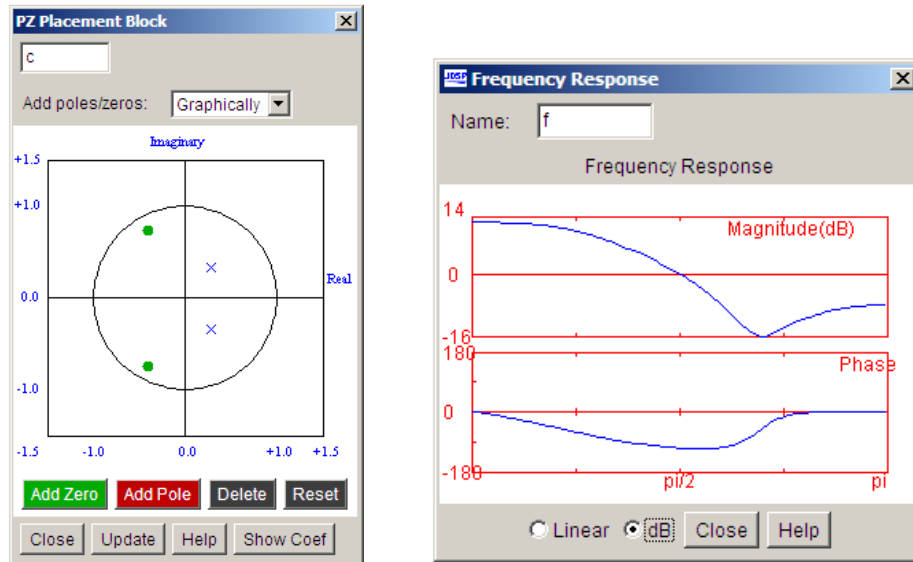 PZ Placement Block
c
Add poles/zeros: Graphically
Imaginary
+1.5
+1.0
Real
0.0
-1.0
-1.5 -1.0 0.0 +1.0 +1.5
Add Zero Add Pole Delete Reset
Close Update Help Show Coef
JDSP Frequency Response
Name: f
Frequency Response
14
Magnitude(dB)
0
-16
180
Phase
0
-180
pi/2 pi
Linear dB Close Help